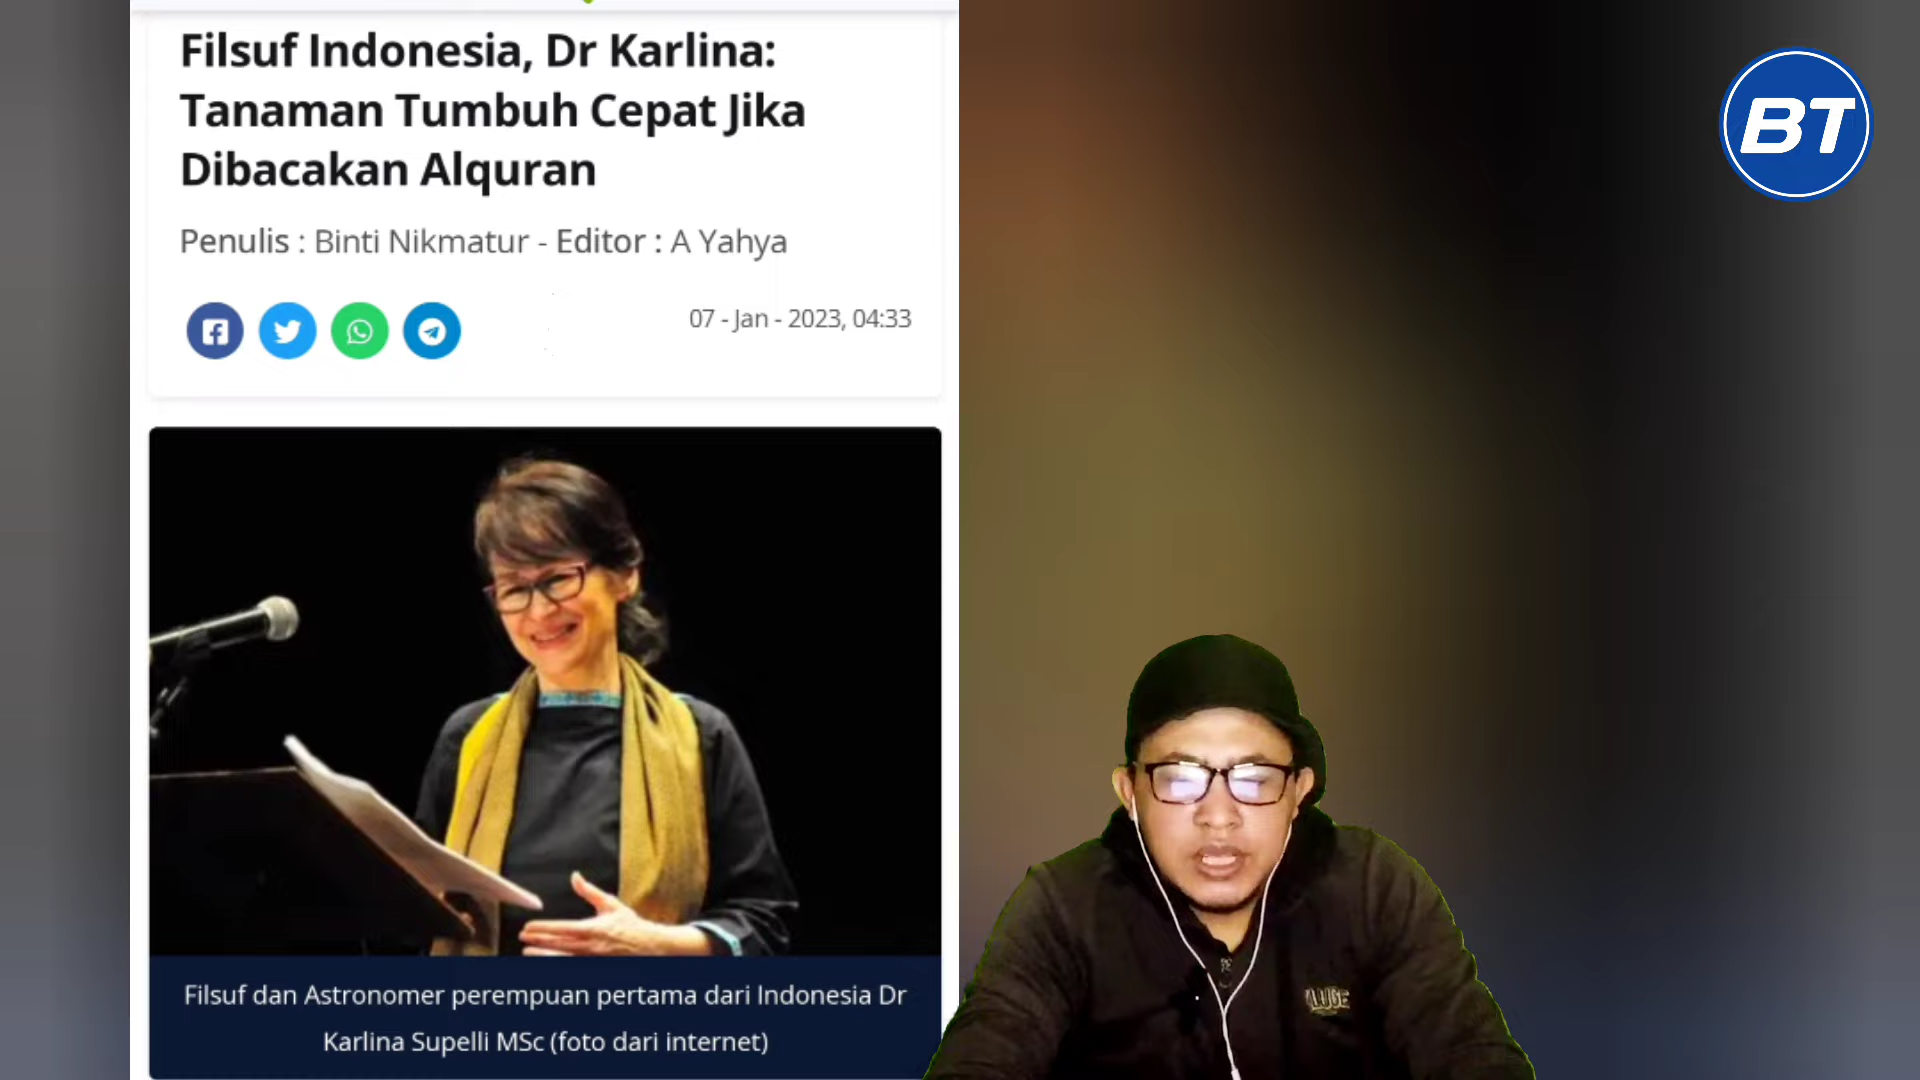 Filsuf Indonesia, Dr Karlina:
Tanaman Tumbuh Cepat Jika
Dibacakan Alquran
Penulis : Binti Nikmatur - Editor : A Yahya
07 - Jan - 2023, 04:33
Filsuf dan Astronomer perempuan pertama dari Indonesia Dr
Karlina Supelli MSc (foto dari internet)
BT